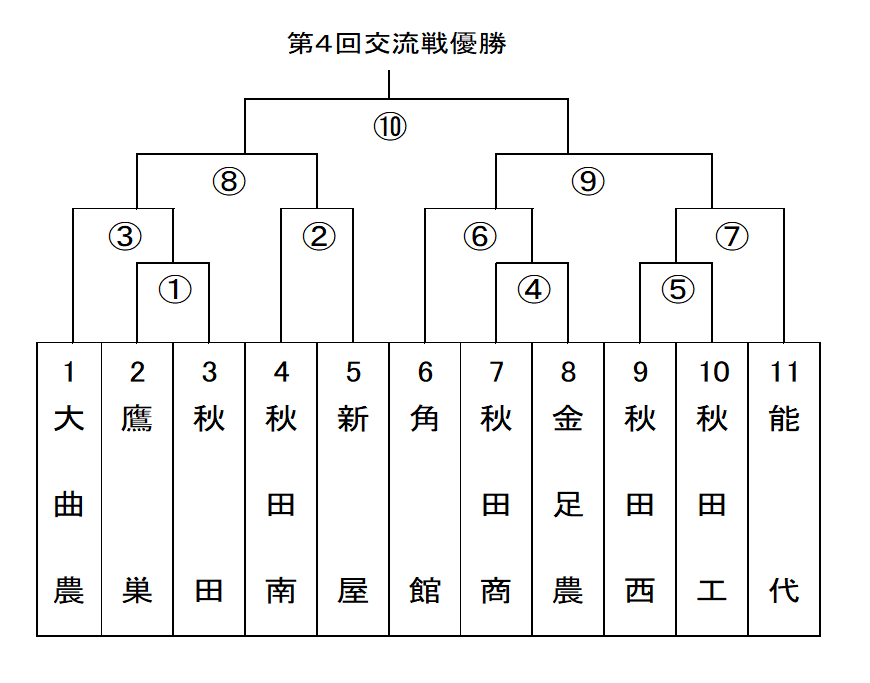 第4回交流戦優勝
⑩
⑧ ⑨
③ ② ⑥ ⑦
① ④ ⑤
1 2 3 4 5 6 7 8 9 10 11
大曲農
鷹巣
秋田
秋田南
新屋
角館
秋田商
金足農
秋田西
秋田工
能代